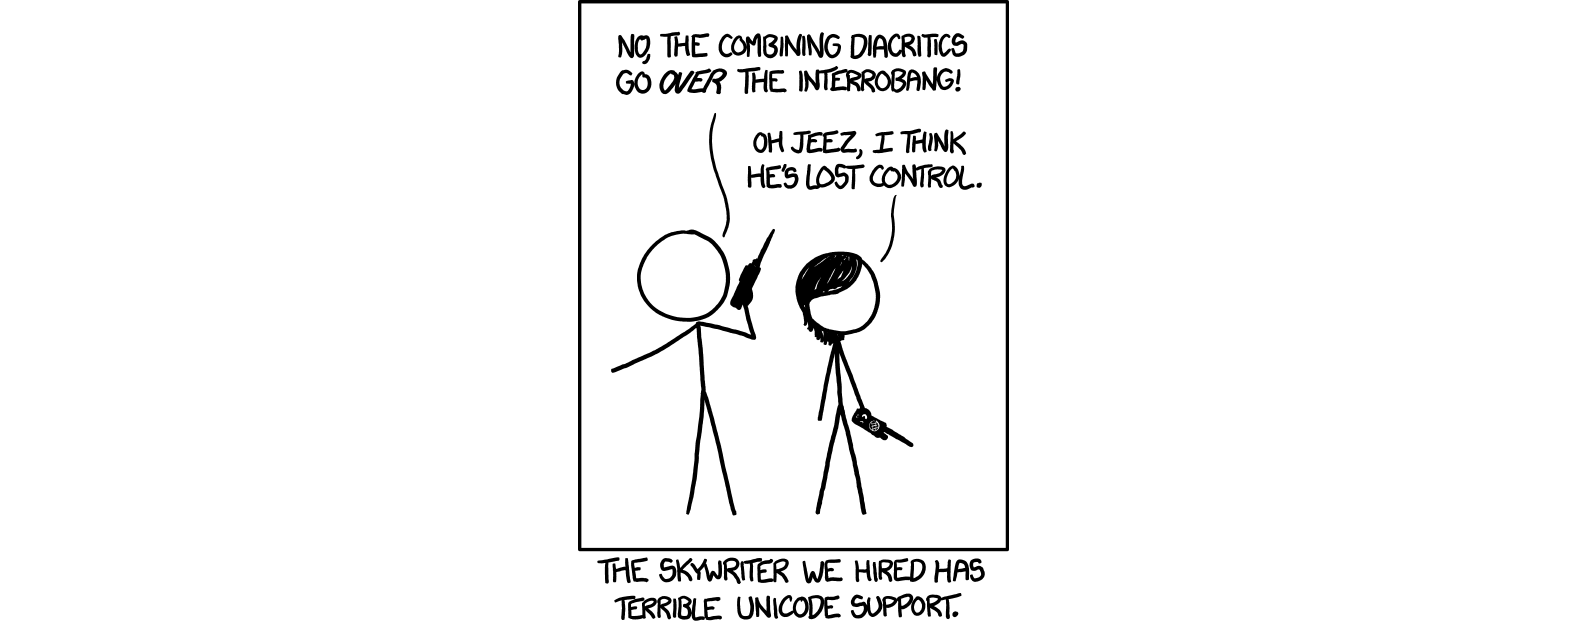 NO, THE COMBINING DIACRITICS
GO OVER THE INTERROBANG!
OH JEEZ, I THINK
HE'S LOST CONTROL.
THE SKYWRITER WE HIRED HAS
TERRIBLE UNICODE SUPPORT.